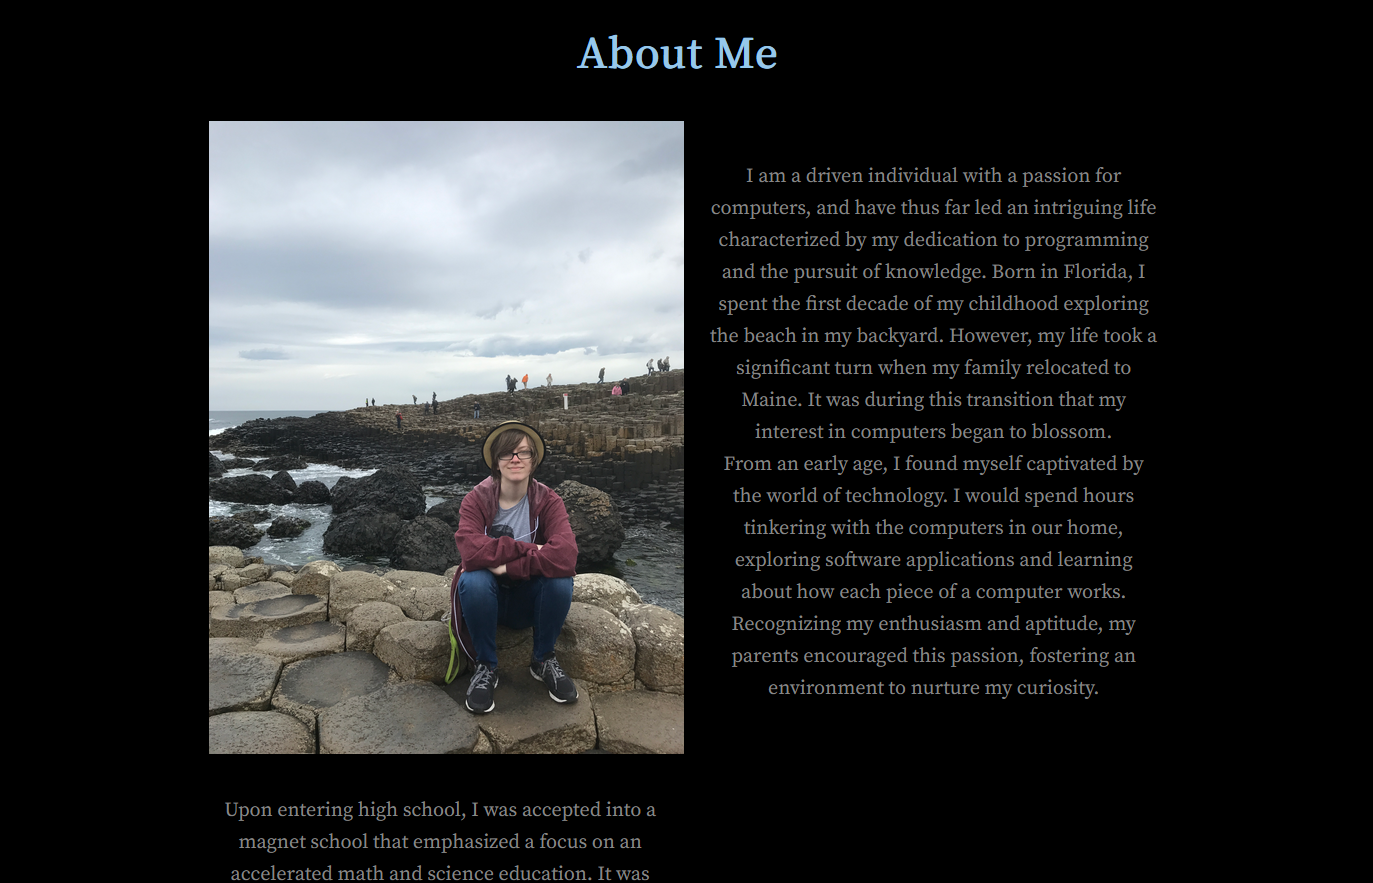 About Me
I am a driven individual with a passion for
computers, and have thus far led an intriguing life
characterized by my dedication to programming
and the pursuit of knowledge. Born in Florida, I
spent the first decade of my childhood exploring
the beach in my backyard. However, my life took a
significant turn when my family relocated to
Maine. It was during this transition that my
interest in computers began to blossom.
From an early age, I found myself captivated by
the world of technology. I would spend hours
tinkering with the computers in our home,
exploring software applications and learning
about how each piece of a computer works.
Recognizing my enthusiasm and aptitude, my
parents encouraged this passion, fostering an
environment to nurture my curiosity.
Upon entering high school, I was accepted into a
magnet school that emphasized a focus on an
accelerated math and science education. It was